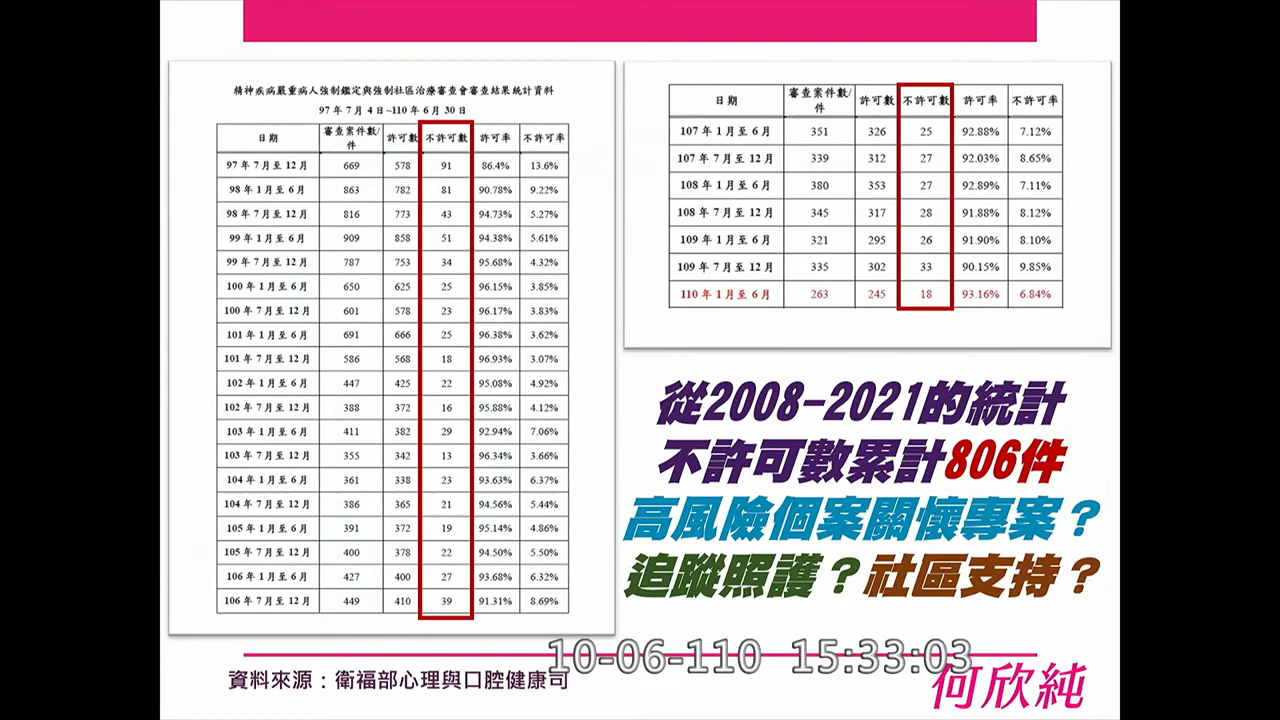 精神疾病嚴重病人強制鑑定與強制社區治療審查會審查結果統計資料
97年7月4日~110年6月30日
日期 審查案件數/件 許可數 不許可數 許可率 不許可率
97年7月至12月 669 578 91 86.4% 13.6%
98年1月至6月 863 782 81 90.78% 9.22%
98年7月至12月 816 773 43 94.73% 5.27%
99年1月至6月 909 858 51 94.38% 5.61%
99年7月至12月 787 753 34 95.68% 4.32%
100年1月至6月 650 625 25 96.15% 3.85%
100年7月至12月 601 578 23 96.17% 3.83%
101年1月至6月 691 666 25 96.38% 3.62%
101年7月至12月 586 568 18 96.93% 3.07%
102年1月至6月 447 425 22 95.08% 4.92%
102年7月至12月 388 372 16 95.88% 4.12%
103年1月至6月 411 382 29 92.94% 7.06%
103年7月至12月 355 342 13 96.34% 3.66%
104年1月至6月 361 338 23 93.63% 6.37%
104年7月至12月 386 365 21 94.56% 5.44%
105年1月至6月 391 372 19 95.14% 4.86%
105年7月至12月 400 378 22 94.50% 5.50%
106年1月至6月 427 400 27 93.68% 6.32%
106年7月至12月 449 410 39 91.31% 8.69%
日期 審查案件數/件 許可數 不許可數 許可率 不許可率
107年1月至6月 351 326 25 92.88% 7.12%
107年7月至12月 339 312 27 92.03% 8.65%
108年1月至6月 380 353 27 92.89% 7.11%
108年7月至12月 345 317 28 91.88% 8.12%
109年1月至6月 321 295 26 91.90% 8.10%
109年7月至12月 335 302 33 90.15% 9.85%
110年1月至6月 263 245 18 93.16% 6.84%
從2008-2021的統計
不許可數累計806件
高風險個案關懷專案？
追蹤照護？社區支持？
10-06-110 15:33:03
資料來源：衛福部心理與口腔健康司
何欣純